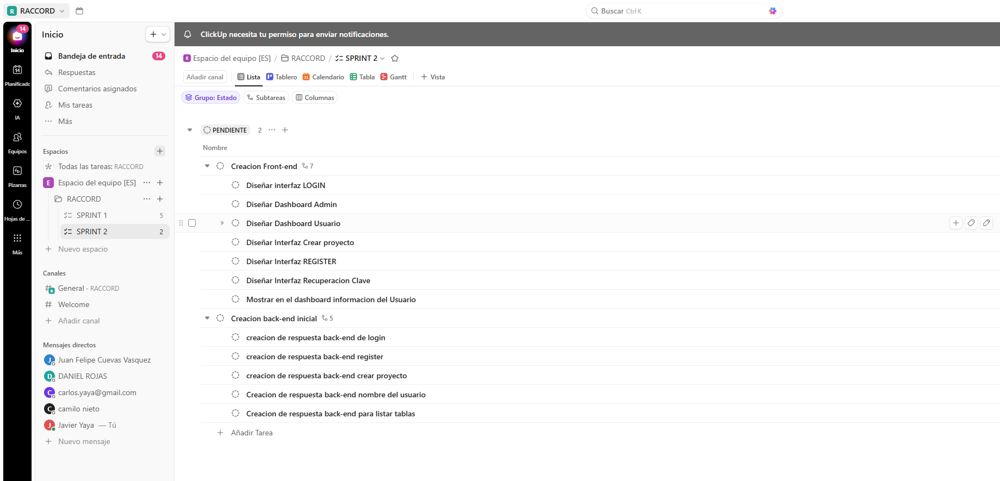 R RACCORD
Buscar Ctrl K
14
Inicio
14
Planificadc
IA
Equipos
Pizarras
Hojas de ...
Más
Inicio
Bandeja de entrada 14
Respuestas
Comentarios asignados
Mis tareas
Más
Espacios
Todas las tareas: RACCORD
E Espacio del equipo [ES]
RACCORD
SPRINT 1 5
SPRINT 2 2
Nuevo espacio
Canales
R General - RACCORD
Welcome
Añadir canal
Mensajes directos
J Juan Felipe Cuevas Vasquez
D DANIEL ROJAS
C carlos.yaya@gmail.com
C camilo nieto
J Javier Yaya — Tú
Nuevo mensaje
ClickUp necesita tu permiso para enviar notificaciones.
E Espacio del equipo [ES] / RACCORD / SPRINT 2
Añadir canal Lista Tablero 31 Calendario Tabla Gantt + Vista
Grupo: Estado Subtareas Columnas
PENDIENTE 2 ... +
Nombre
Creacion Front-end 7
Diseñar interfaz LOGIN
Diseñar Dashboard Admin
Diseñar Dashboard Usuario
Diseñar Interfaz Crear proyecto
Diseñar Interfaz REGISTER
Diseñar Interfaz Recuperacion Clave
Mostrar en el dashboard informacion del Usuario
Creacion back-end inicial 5
creacion de respuesta back-end de login
creacion de respuesta back-end register
creacion de respuesta back-end crear proyecto
Creacion de respuesta back-end nombre del usuario
Creacion de respuesta back-end para listar tablas
+ Añadir Tarea